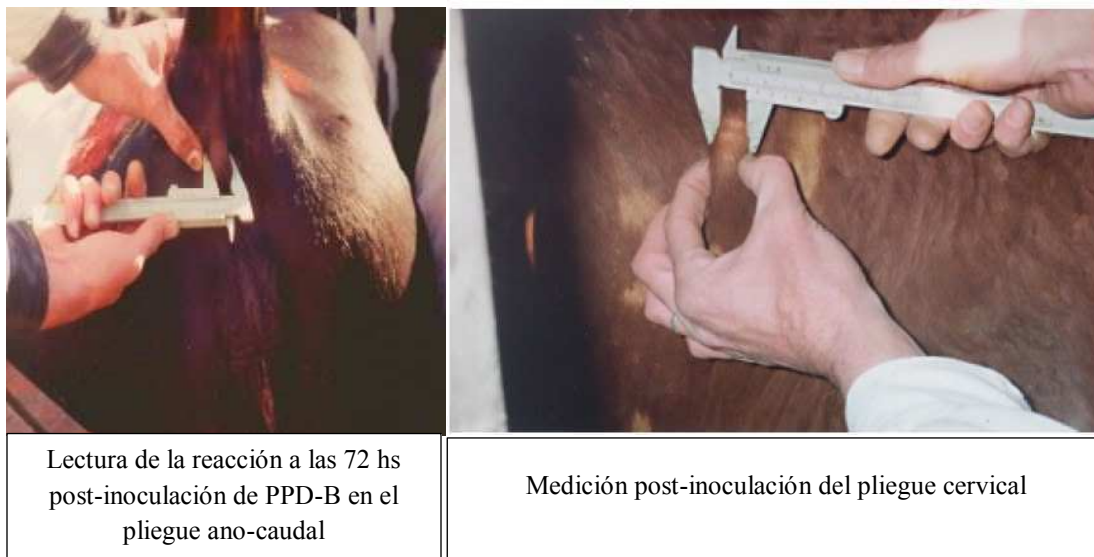 Lectura de la reacción a las 72 hs
post-inoculación de PPD-B en el
pliegue ano-caudal
Medición post-inoculación del pliegue cervical